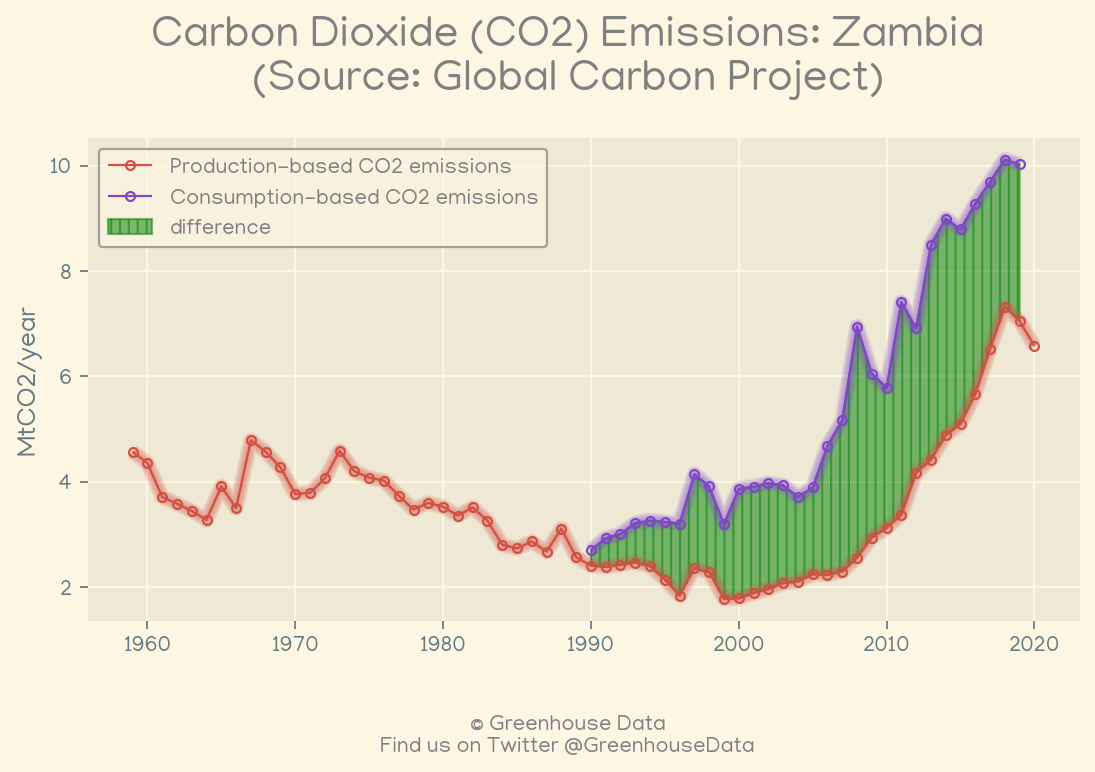 Carbon Dioxide (CO2) Emissions: Zambia
(Source: Global Carbon Project)
Production-based CO2 emissions
Consumption-based CO2 emissions
difference
MtCO2/year
10
8
6
4
2
1960 1970 1980 1990 2000 2010 2020
© Greenhouse Data
Find us on Twitter @GreenhouseData